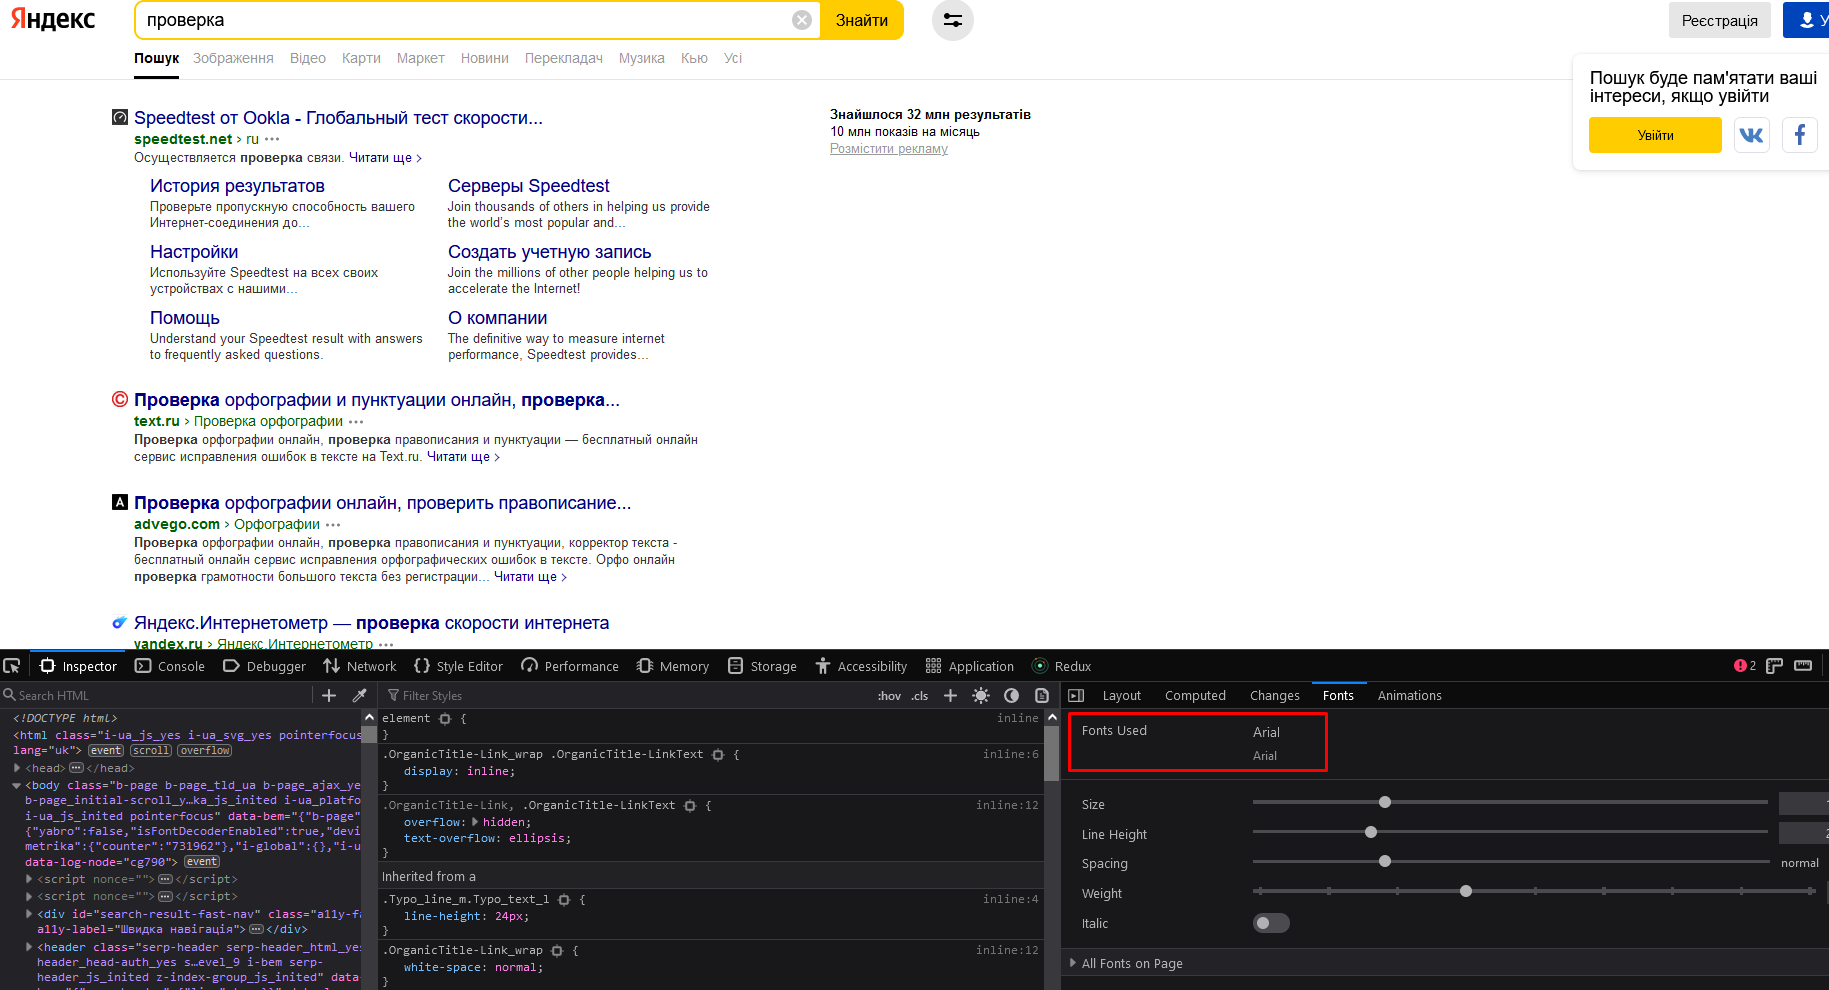 Яндекс
проверка
Знайти
Реєстрація
Пошук Зображення Відео Карти Маркет Новини Перекладач Музика Кью Усі
Пошук буде пам'ятати ваші
інтереси, якщо увійти
Увійти
Speedtest от Ookla - Глобальный тест скорости...
speedtest.net › ru
Осуществляется проверка связи. Читати ще ›
История результатов
Проверьте пропускную способность вашего
Интернет-соединения до...
Серверы Speedtest
Join thousands of others in helping us provide
the world's most popular and...
Настройки
Используйте Speedtest на всех своих
устройствах с нашими...
Создать учетную запись
Join the millions of other people helping us to
accelerate the Internet!
Помощь
Understand your Speedtest result with answers
to frequently asked questions.
О компании
The definitive way to measure internet
performance, Speedtest provides...
Знайшлося 32 млн результатів
10 млн показів на місяць
Розмістити рекламу
Проверка орфографии и пунктуации онлайн, проверка...
text.ru › Проверка орфографии
Проверка орфографии онлайн, проверка правописания и пунктуации — бесплатный онлайн
сервис исправления ошибок в тексте на Text.ru. Читати ще ›
Проверка орфографии онлайн, проверить правописание...
advego.com › Орфографии
Проверка орфографии онлайн, проверка правописания и пунктуации, корректор текста -
бесплатный онлайн сервис исправления орфографических ошибок в тексте. Орфо онлайн
проверка грамотности большого текста без регистрации... Читати ще ›
Яндекс.Интернетометр — проверка скорости интернета
yandex.ru › Яндекс.Интернетометр
Inspector Console Debugger Network Style Editor Performance Memory Storage Accessibility Application Redux 2
Search HTML
<!DOCTYPE html>
<html class="i-ua_js_yes i-ua_svg_yes pointerfocus
lang="uk"> event scroll overflow
<head></head>
<body class="b-page b-page_tld_ua b-page_ajax_ye
b-page_initial-scroll_y…ka_js_inited i-ua_platfo
i-ua_js_inited pointerfocus" data-bem="{"b-page"
{"yabro":false,"isFontDecoderEnabled":true,"devi
metrika":{"counter":"731962"},"i-global":{},"i-u
data-log-node="cg790"> event
<script nonce=""></script>
<script nonce=""></script>
<div id="search-result-fast-nav" class="a11y-fa
a11y-label="Швидка навігація"></div>
<header class="serp-header serp-header_html_yes
header_head-auth_yes s…evel_9 i-bem serp-
header_js_inited z-index-group_js_inited" data-
Filter Styles :hov .cls
element { inline
}
.OrganicTitle-Link_wrap .OrganicTitle-LinkText { inline:6
display: inline;
}
.OrganicTitle-Link, .OrganicTitle-LinkText { inline:12
overflow: hidden;
text-overflow: ellipsis;
}
Inherited from a
.Typo_line_m.Typo_text_l { inline:4
line-height: 24px;
}
.OrganicTitle-Link_wrap { inline:12
white-space: normal;
}
Layout Computed Changes Fonts Animations
Fonts Used Arial
Arial
Size
Line Height
Spacing normal
Weight
Italic
All Fonts on Page